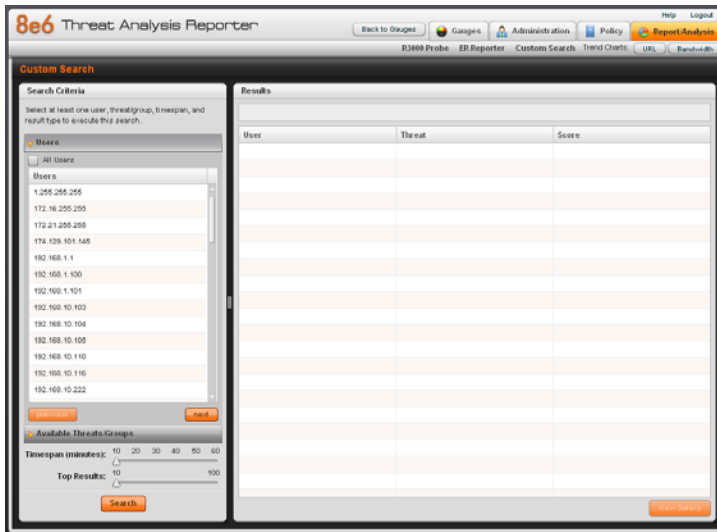 8e6 Threat Analysis Reporter
Help Logout
Back to Gauges Gauges Administration Policy Report/Analysis
R3000 Probe ER Reporter Custom Search Trend Charts: URL Bandwidth
Custom Search
Search Criteria
Select at least one user, threat/group, timespan, and
result type to execute this search.
Users
All Users
Users
1.255.255.255
172.16.255.255
172.21.255.255
174.129.101.145
192.168.1.1
192.168.1.100
192.168.1.101
192.168.10.103
192.168.10.104
192.168.10.105
192.168.10.110
192.168.10.116
192.168.10.222
previous next
Available Threats/Groups
Timespan (minutes): 10 20 30 40 50 60
Top Results: 10 100
Search
Results
User Threat Score
View Details